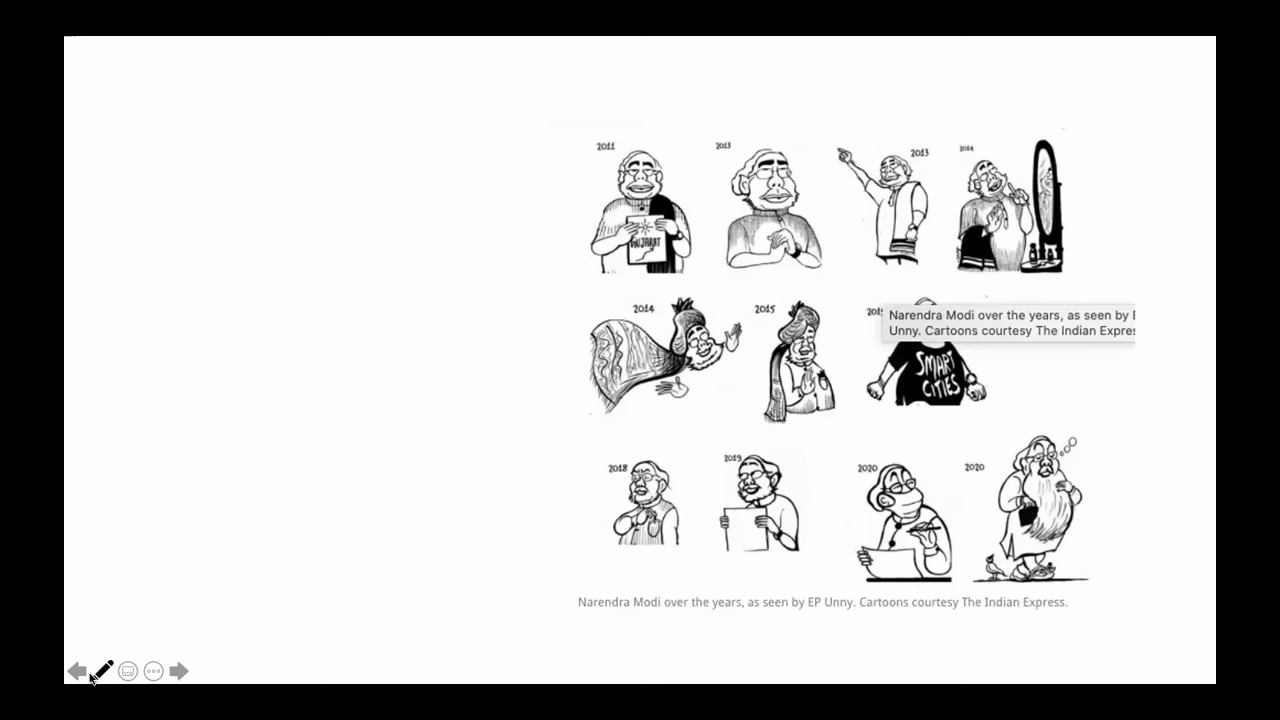 2011
2013
2013
2014
GUJARAT
2014
2015
Narendra Modi over the years, as seen by
Unny. Cartoons courtesy The Indian Expres
SMART
CITIES
2018
2019
2020
2020
Narendra Modi over the years, as seen by EP Unny. Cartoons courtesy The Indian Express.